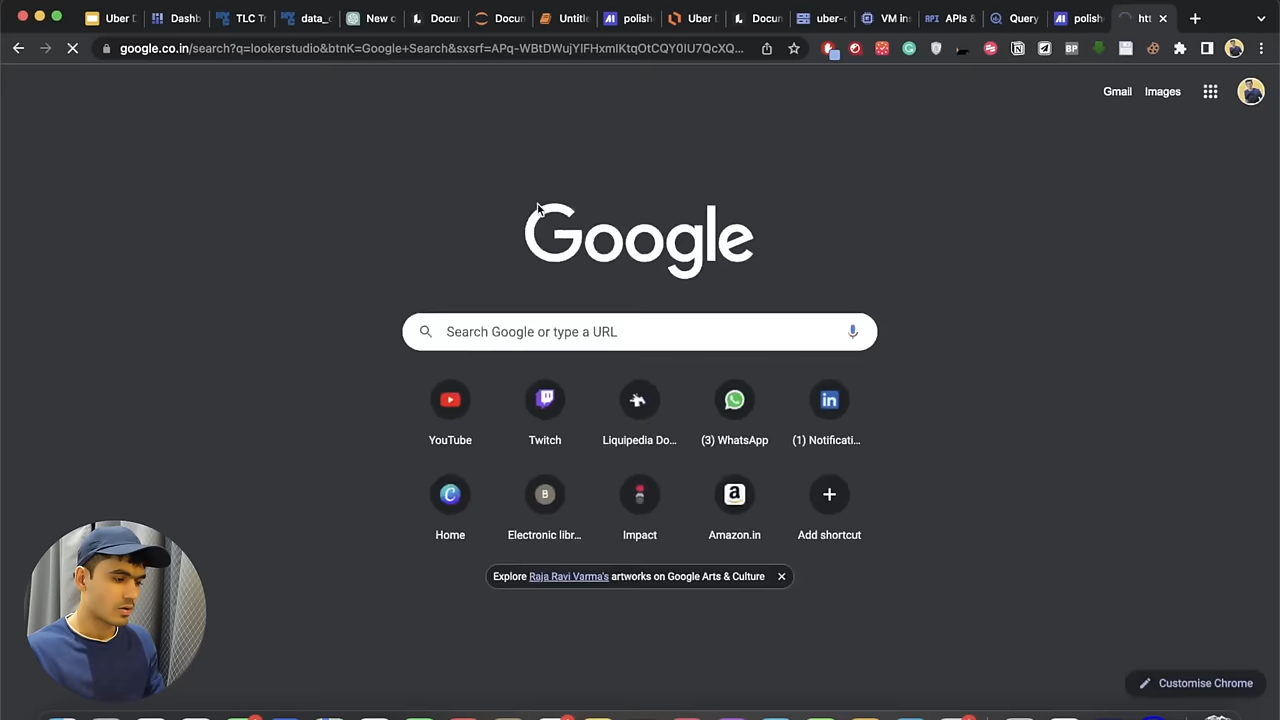 Uber D
Dashb
TLC Tr
data_c
New c
Docun
Docun
Untitle
polish
Uber D
Docun
uber-c
VM ins
APIs &
Query
polishe
htt
google.co.in/search?q=lookerstudio&btnK=Google+Search&sxsrf=APq-WBtDWujYlFHxmIKtqOtCQY0IU7QcXQ...
Gmail Images
Google
Search Google or type a URL
YouTube
Twitch
Liquipedia Do...
(3) WhatsApp
(1) Notificati...
Home
Electronic libr...
Impact
Amazon.in
Add shortcut
Explore Raja Ravi Varma's artworks on Google Arts & Culture
Customise Chrome